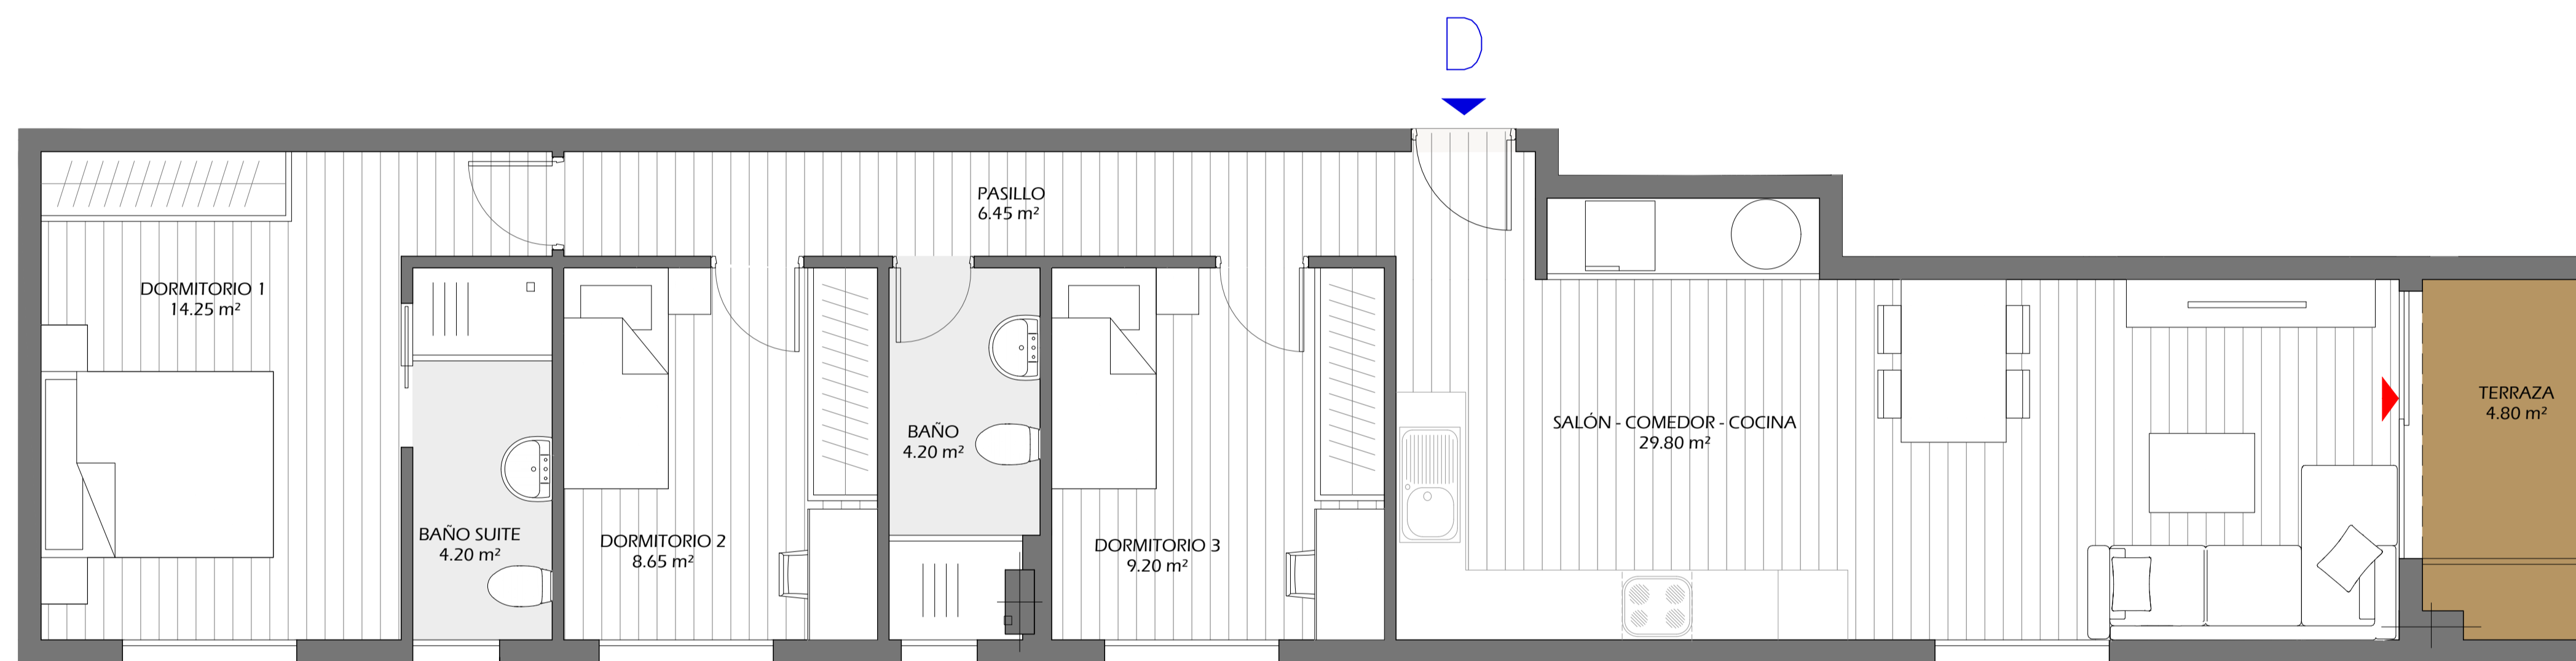 D
PASILLO
6.45 m²
DORMITORIO 1
14.25 m²
TERRAZA
4.80 m²
SALÓN - COMEDOR - COCINA
29.80 m²
BAÑO
4.20 m²
BAÑO SUITE
4.20 m²
DORMITORIO 2
8.65 m²
DORMITORIO 3
9.20 m²